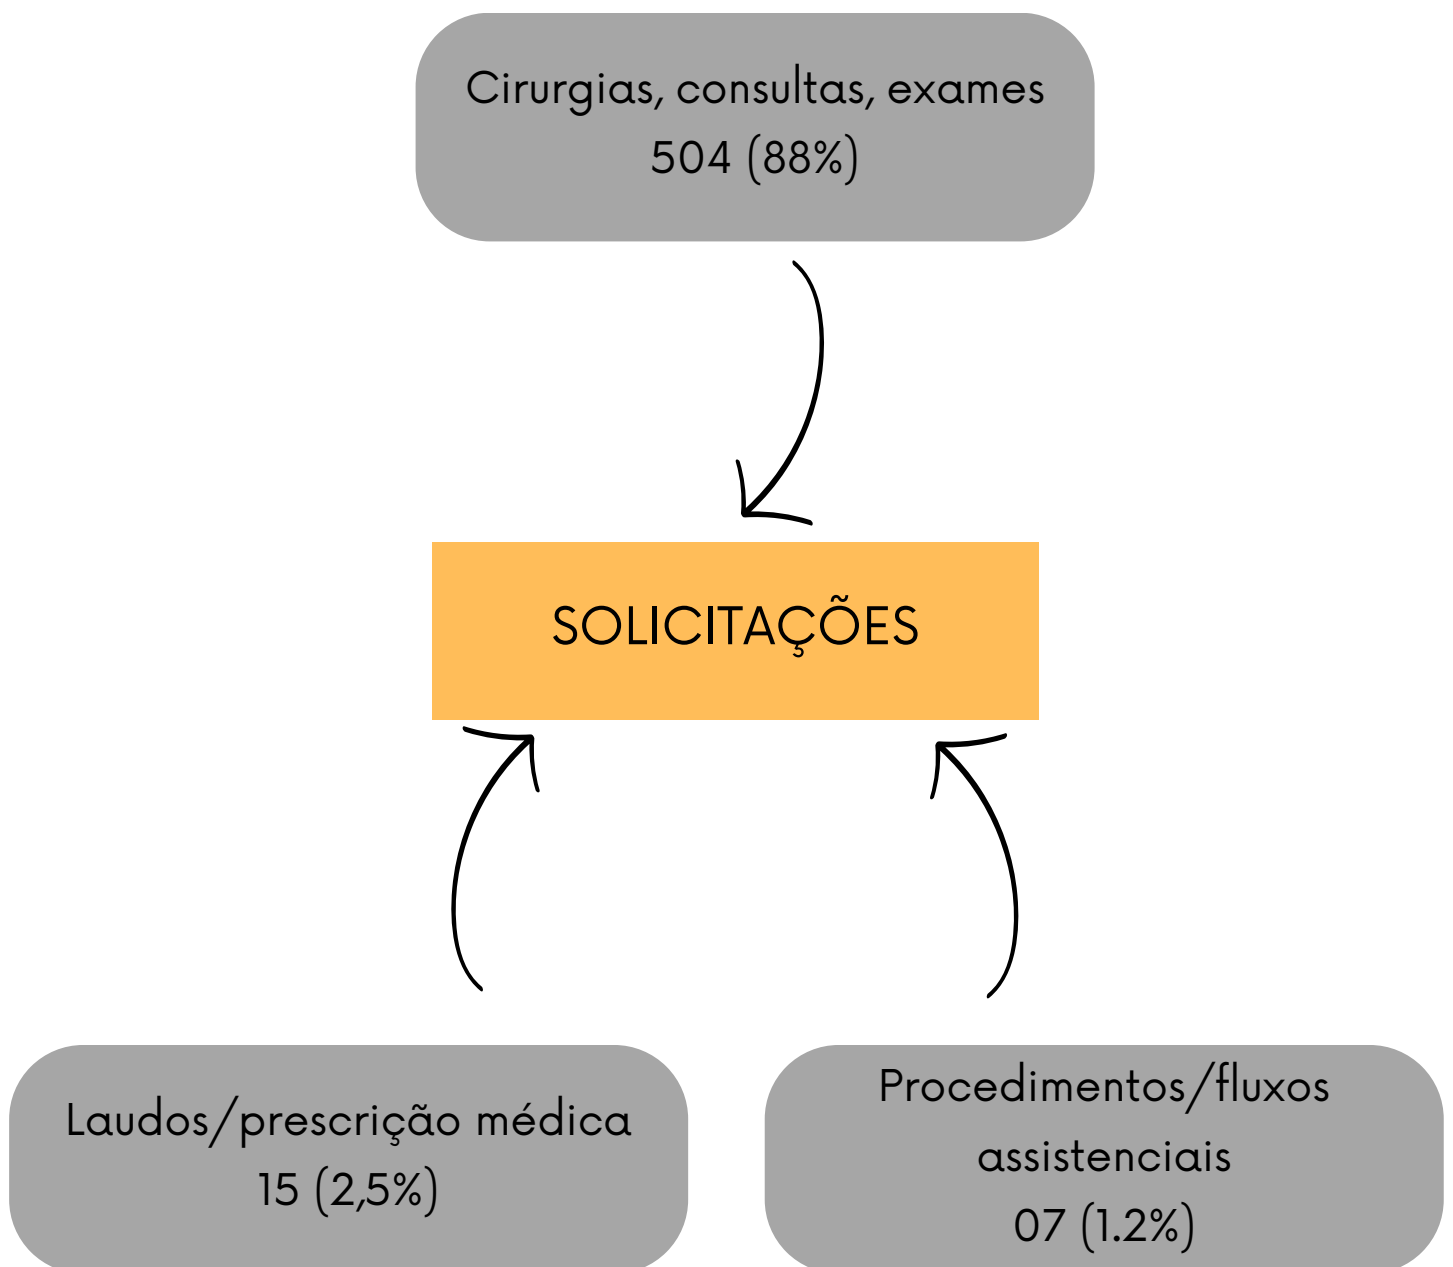 Cirurgias, consultas, exames
504 (88%)
SOLICITAÇÕES
Laudos/prescrição médica
15 (2,5%)
Procedimentos/fluxos
assistenciais
07 (1.2%)